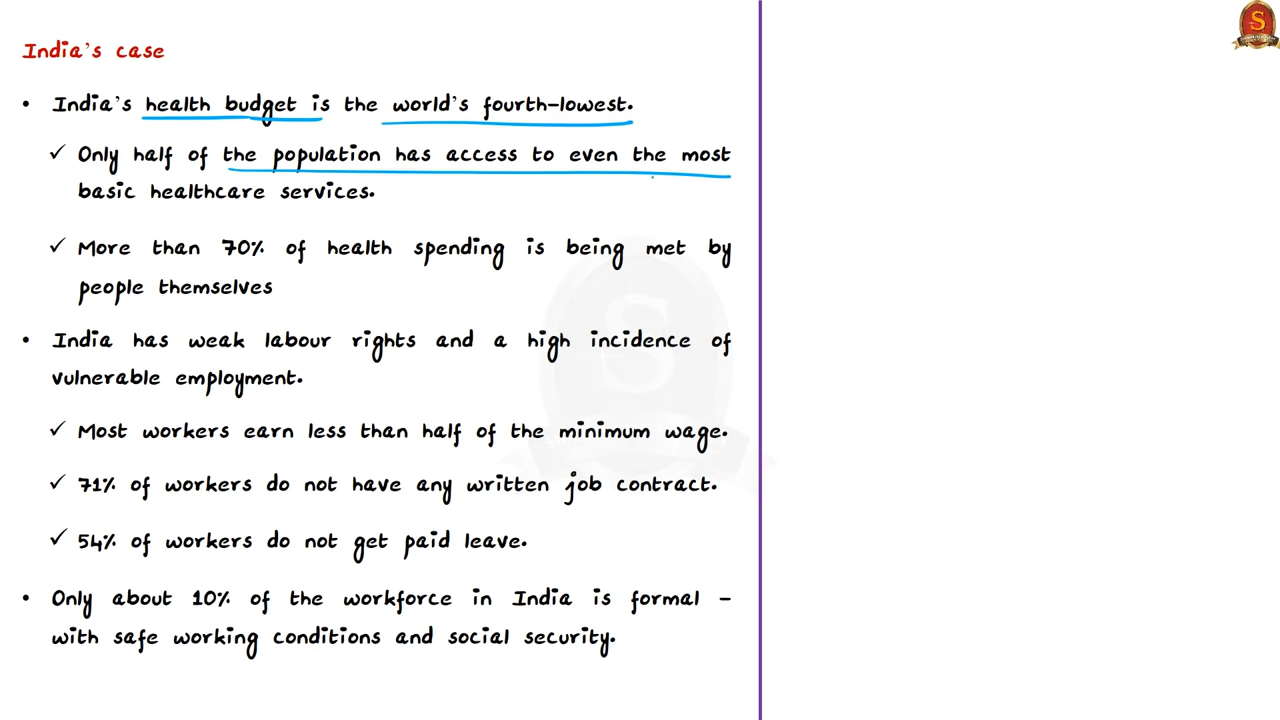 India's case
• India's health budget is the world's fourth-lowest.
✓ Only half of the population has access to even the most
basic healthcare services.
✓ More than 70% of health spending is being met by
people themselves
• India has weak labour rights and a high incidence of
vulnerable employment.
✓ Most workers earn less than half of the minimum wage.
✓ 71% of workers do not have any written job contract.
✓ 54% of workers do not get paid leave.
• Only about 10% of the workforce in India is formal –
with safe working conditions and social security.
S
S